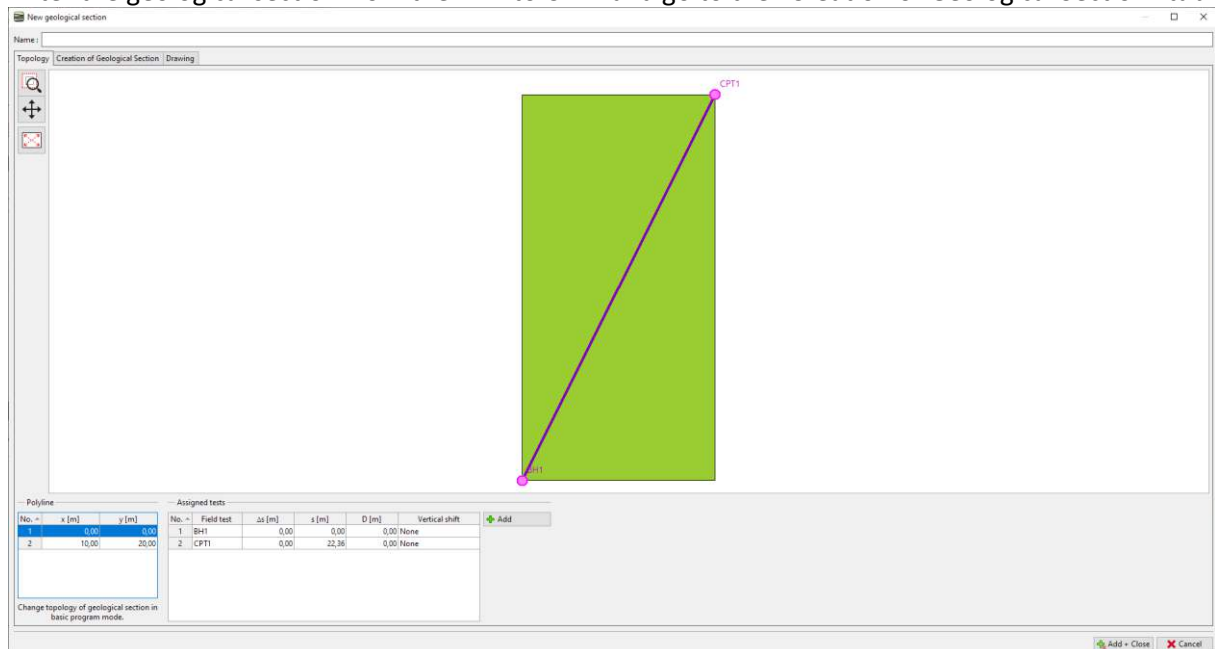 New geological section
Name :
Topology Creation of Geological Section Drawing
CPT1
BH1
Polyline
No. x [m] y [m]
1 0,00 0,00
2 10,00 20,00
Change topology of geological section in
basic program mode.
Assigned tests
No. Field test Δs [m] s [m] D [m] Vertical shift
1 BH1 0,00 0,00 0,00 None
2 CPT1 0,00 22,36 0,00 None
Add
Add + Close Cancel